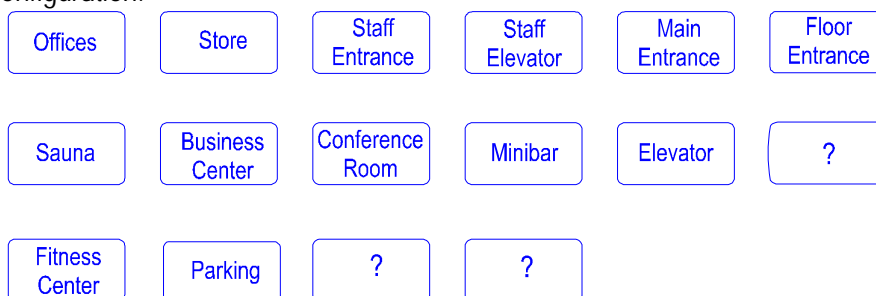 Offices Store Staff Entrance Staff Elevator Main Entrance Floor Entrance
Sauna Business Center Conference Room Minibar Elevator ?
Fitness Center Parking ? ?